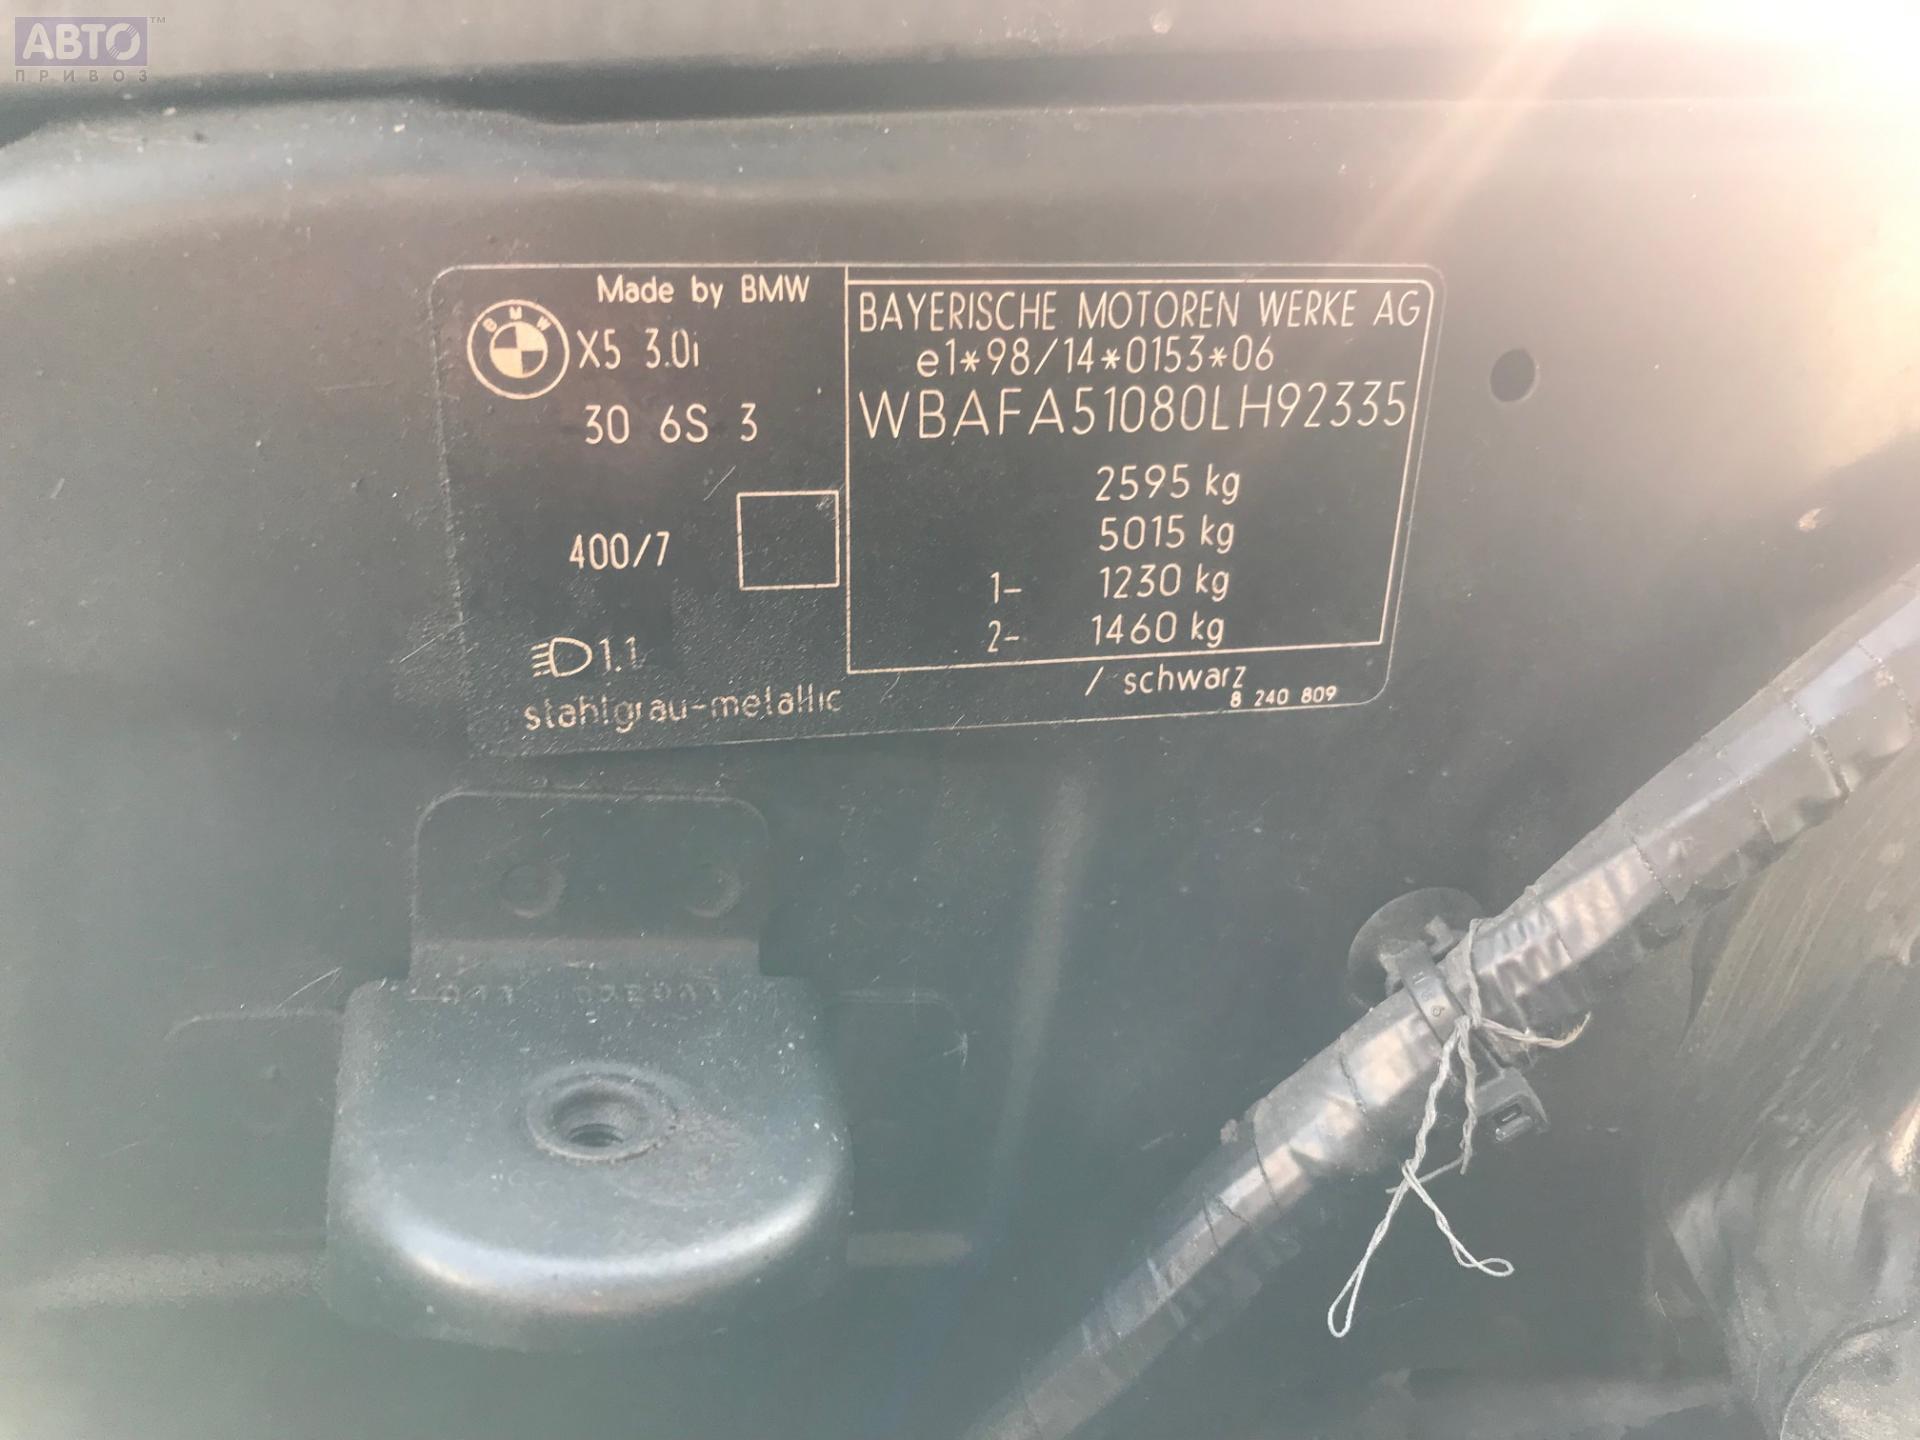 АВТО™
ПРИВОЗ
Made by BMW
BMW
X5 3.0i
30 6S 3
400/7
1.1
stahlgrau-metallic
BAYERISCHE MOTOREN WERKE AG
e1*98/14*0153*06
WBAFA51080LH92335
2595 kg
5015 kg
1- 1230 kg
2- 1460 kg
/ schwarz
8 240 809